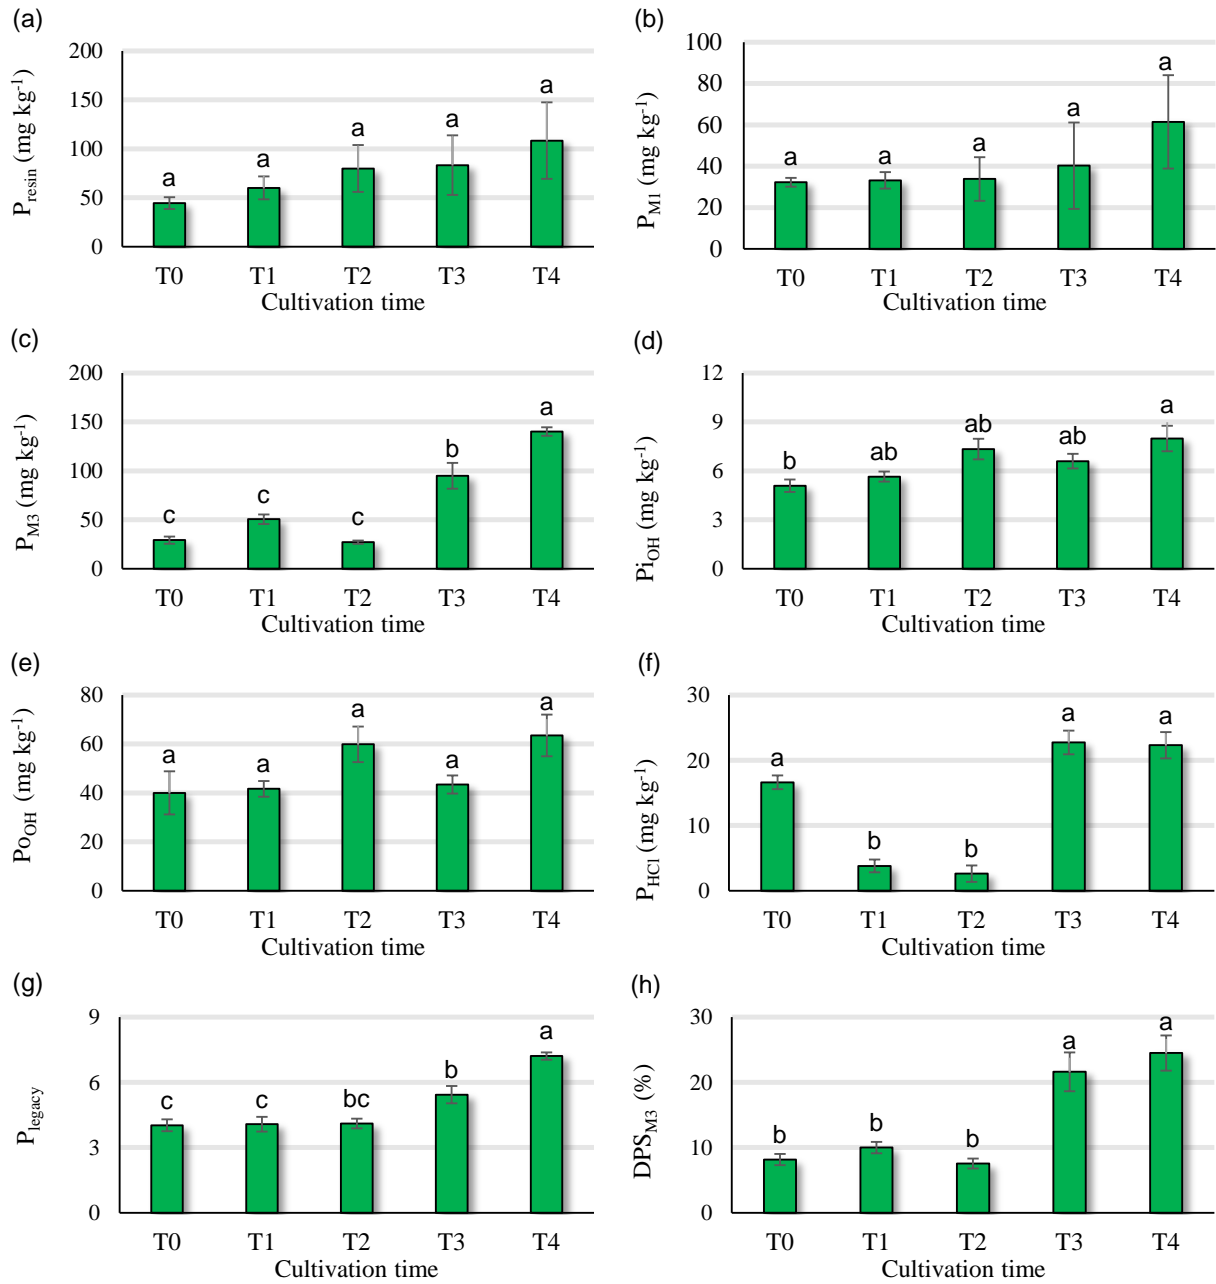 (a)
200
150
100
50
0
P_resin (mg kg⁻¹)
a a a a a
T0 T1 T2 T3 T4
Cultivation time
(b)
100
80
60
40
20
0
P_M1 (mg kg⁻¹)
a a a a a
T0 T1 T2 T3 T4
Cultivation time
(c)
200
150
100
50
0
P_M3 (mg kg⁻¹)
c c c b a
T0 T1 T2 T3 T4
Cultivation time
(d)
12
9
6
3
0
Pi_OH (mg kg⁻¹)
b ab ab ab a
T0 T1 T2 T3 T4
Cultivation time
(e)
80
60
40
20
0
Po_OH (mg kg⁻¹)
a a a a a
T0 T1 T2 T3 T4
Cultivation time
(f)
30
20
10
0
P_HCl (mg kg⁻¹)
a b b a a
T0 T1 T2 T3 T4
Cultivation time
(g)
9
6
3
0
P_legacy
c c bc b a
T0 T1 T2 T3 T4
Cultivation time
(h)
30
20
10
0
DPS_M3 (%)
b b b a a
T0 T1 T2 T3 T4
Cultivation time